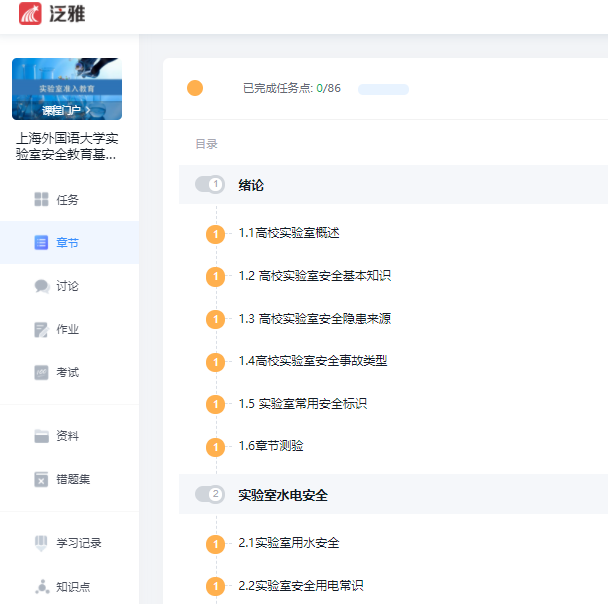 泛雅
实验室准入教育
课程门户 >
上海外国语大学实
验室安全教育基...
任务
章节
讨论
作业
考试
资料
错题集
学习记录
知识点
已完成任务点: 0/86
目录
1 绪论
1 1.1高校实验室概述
1 1.2 高校实验室安全基本知识
1 1.3 高校实验室安全隐患来源
1 1.4高校实验室安全事故类型
1 1.5 实验室常用安全标识
1 1.6章节测验
2 实验室水电安全
1 2.1实验室用水安全
1 2.2实验室安全用电常识